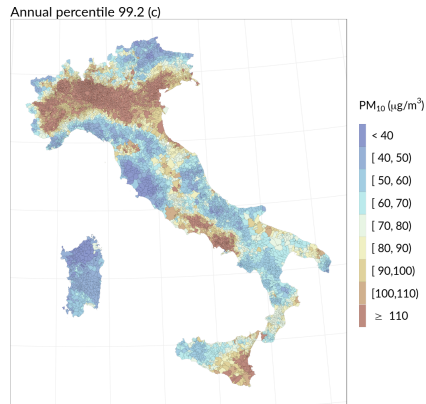 Annual percentile 99.2 (c)
PM₁₀ (μg/m³)
< 40
[ 40, 50)
[ 50, 60)
[ 60, 70)
[ 70, 80)
[ 80, 90)
[ 90,100)
[100,110)
≥ 110